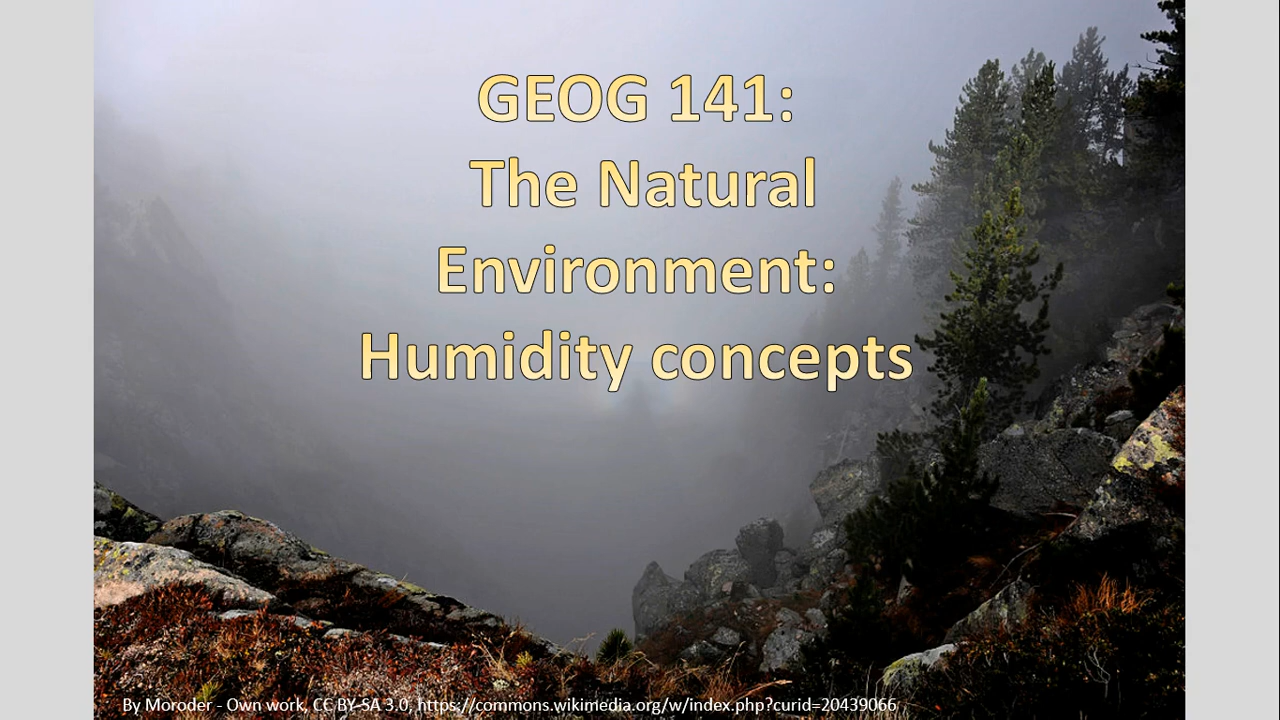 GEOG 141:
The Natural
Environment:
Humidity concepts
By Moroder - Own work, CC BY-SA 3.0, https://commons.wikimedia.org/w/index.php?curid=20439066